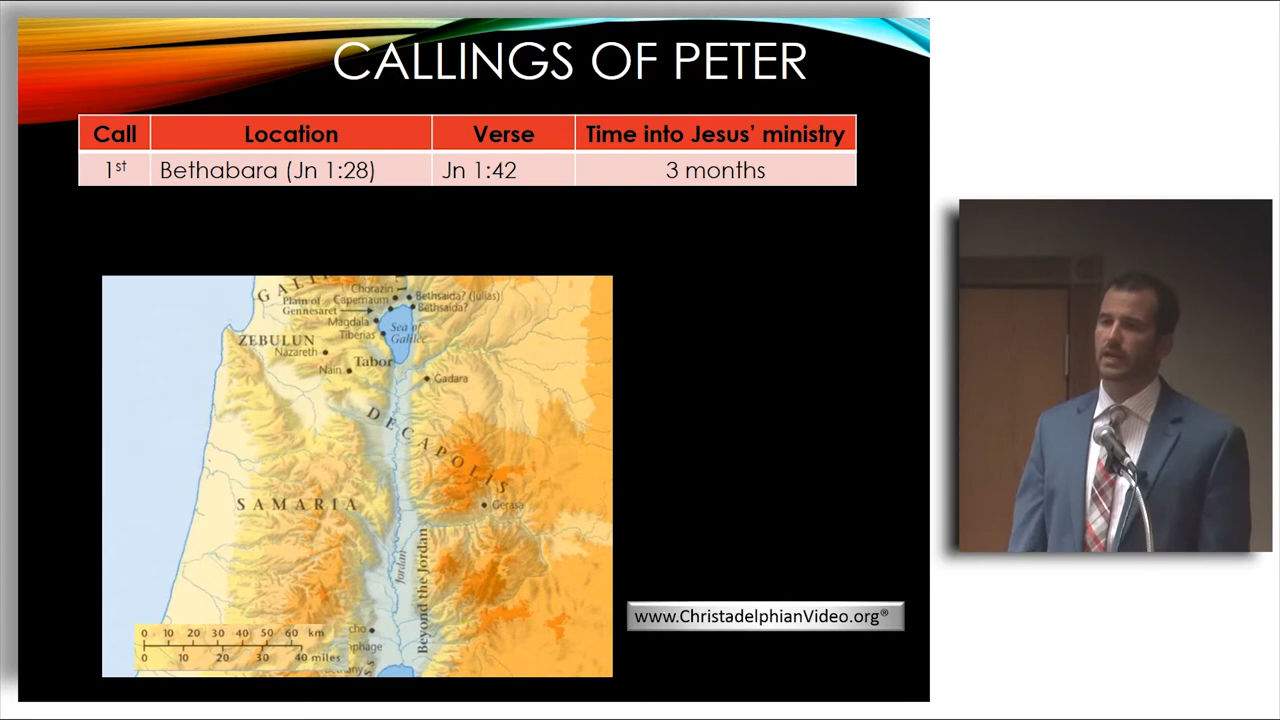 CALLINGS OF PETER
Call Location Verse Time into Jesus' ministry
1st Bethabara (Jn 1:28) Jn 1:42 3 months
Chorazin
Bethsaida? (Julias)
Plain of Gennesaret
Capernaum
Bethsaida?
Magdala
Sea of Galilee
Tiberias
ZEBULUN
Nazareth
Tabor
Nain
Gadara
DECAPOLIS
SAMARIA
Gerasa
Jordan
Beyond the Jordan
www.ChristadelphianVideo.org®
0 10 20 30 40 50 60 km
0 10 20 30 40 miles
cho
phage